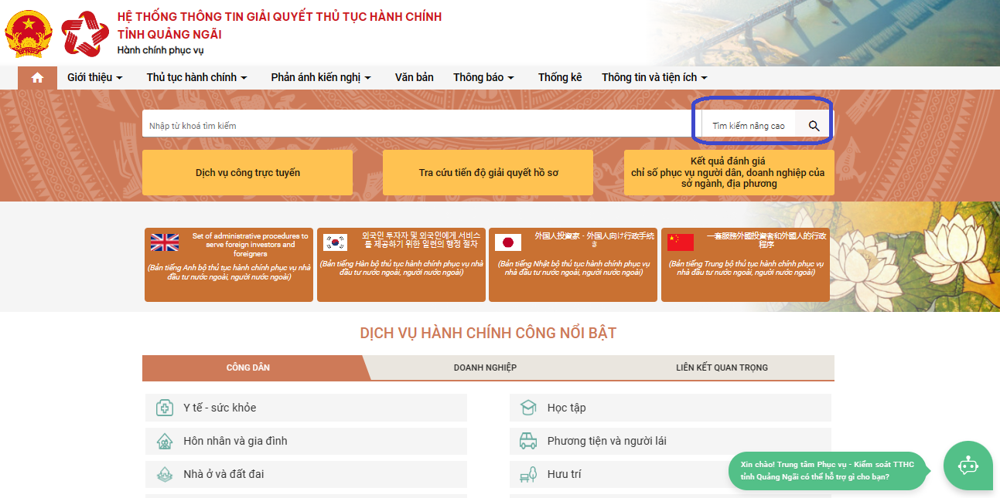 HỆ THỐNG THÔNG TIN GIẢI QUYẾT THỦ TỤC HÀNH CHÍNH
TỈNH QUẢNG NGÃI
Hành chính phục vụ
Giới thiệu
Thủ tục hành chính
Phản ánh kiến nghị
Văn bản
Thông báo
Thống kê
Thông tin và tiện ích
Nhập từ khoá tìm kiếm
Tìm kiếm nâng cao
Dịch vụ công trực tuyến
Tra cứu tiến độ giải quyết hồ sơ
Kết quả đánh giá
chỉ số phục vụ người dân, doanh nghiệp của
sở ngành, địa phương
Set of administrative procedures to
serve foreign investors and
foreigners
(Bản tiếng Anh bộ thủ tục hành chính phục vụ nhà
đầu tư nước ngoài, người nước ngoài)
외국인 투자자 및 외국인에게 서비스
를 제공하기 위한 일련의 행정 절차
(Bản tiếng Hàn bộ thủ tục hành chính phục vụ nhà
đầu tư nước ngoài, người nước ngoài)
外国人投資家・外国人向け行政手続
き
(Bản tiếng Nhật bộ thủ tục hành chính phục vụ
nhà đầu tư nước ngoài, người nước ngoài)
一套服務外國投資者和外國人的行政
程序
(Bản tiếng Trung bộ thủ tục hành chính phục vụ
nhà đầu tư nước ngoài, người nước ngoài)
DỊCH VỤ HÀNH CHÍNH CÔNG NỔI BẬT
CÔNG DÂN
DOANH NGHIỆP
LIÊN KẾT QUAN TRỌNG
Y tế - sức khỏe
Học tập
Hôn nhân và gia đình
Phương tiện và người lái
Nhà ở và đất đai
Hưu trí
Xin chào! Trung tâm Phục vụ - Kiểm soát TTHC
tỉnh Quảng Ngãi có thể hỗ trợ gì cho bạn?